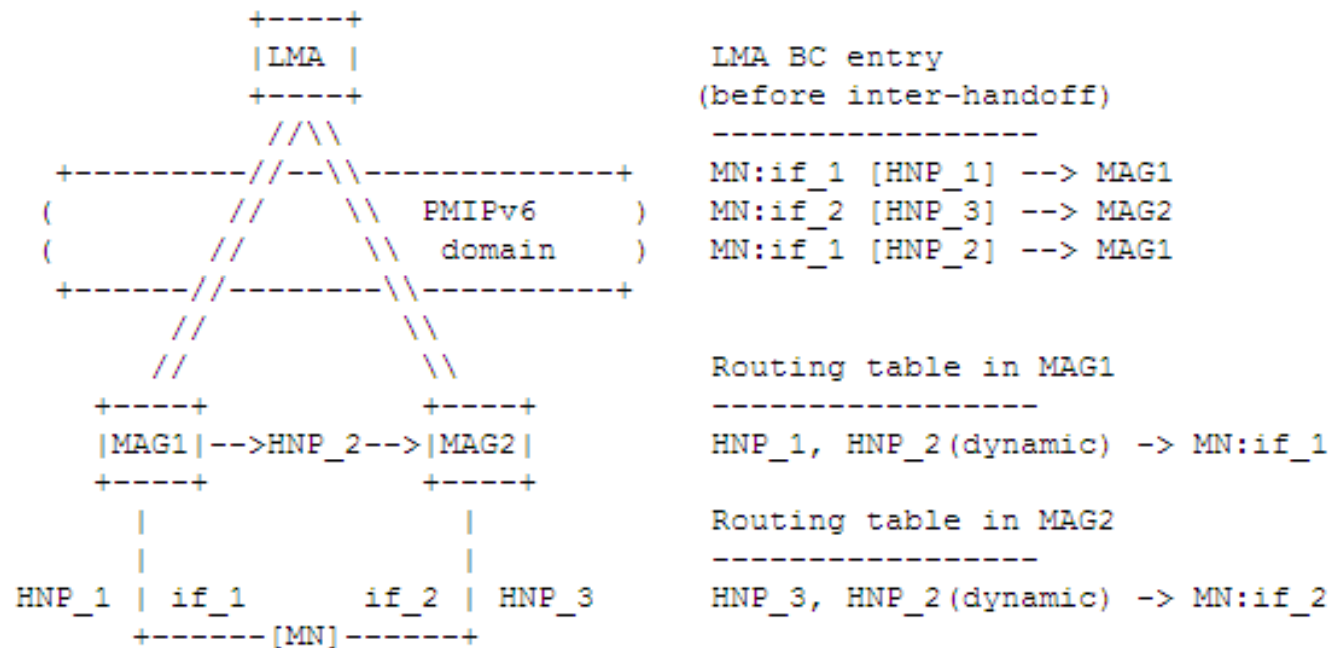 +----+
|LMA | LMA BC entry
+----+ (before inter-handoff)
//\\ -----------------
+---------//--\\-------------+ MN:if_1 [HNP_1] --> MAG1
( // \\ PMIPv6 ) MN:if_2 [HNP_3] --> MAG2
( // \\ domain ) MN:if_1 [HNP_2] --> MAG1
+------//--------\\----------+
// \\
// \\ Routing table in MAG1
+----+ +----+ -----------------
|MAG1|-->HNP_2-->|MAG2| HNP_1, HNP_2(dynamic) -> MN:if_1
+----+ +----+
| | Routing table in MAG2
| | -----------------
HNP_1 | if_1 if_2 | HNP_3 HNP_3, HNP_2(dynamic) -> MN:if_2
+------[MN]------+